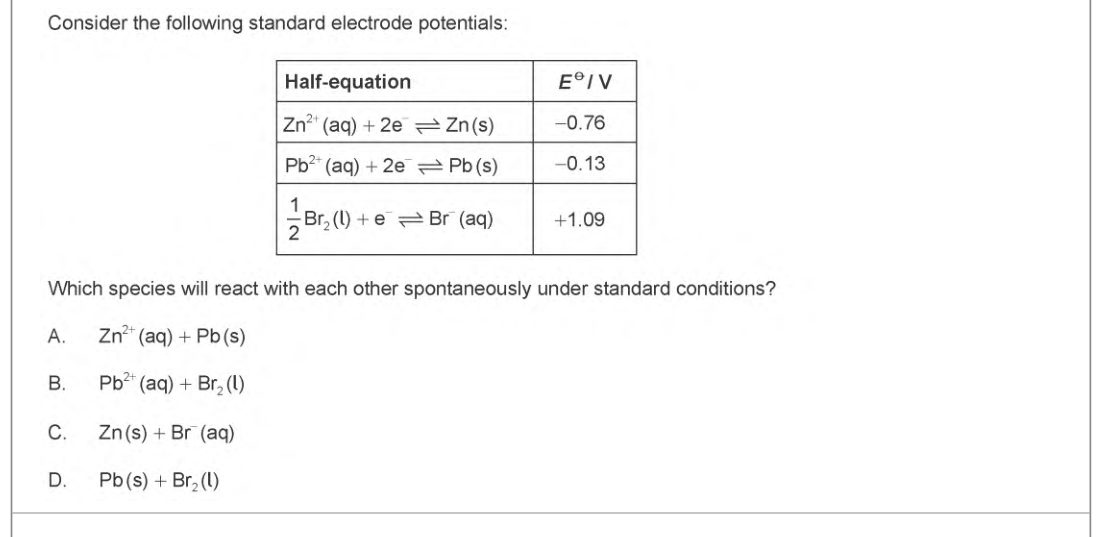 Consider the following standard electrode potentials:
Half-equation E⊖ / V
Zn²⁺ (aq) + 2e⁻ ⇌ Zn (s) –0.76
Pb²⁺ (aq) + 2e⁻ ⇌ Pb (s) –0.13
1/2 Br₂ (l) + e⁻ ⇌ Br⁻ (aq) +1.09
Which species will react with each other spontaneously under standard conditions?
A. Zn²⁺ (aq) + Pb (s)
B. Pb²⁺ (aq) + Br₂ (l)
C. Zn (s) + Br⁻ (aq)
D. Pb (s) + Br₂ (l)